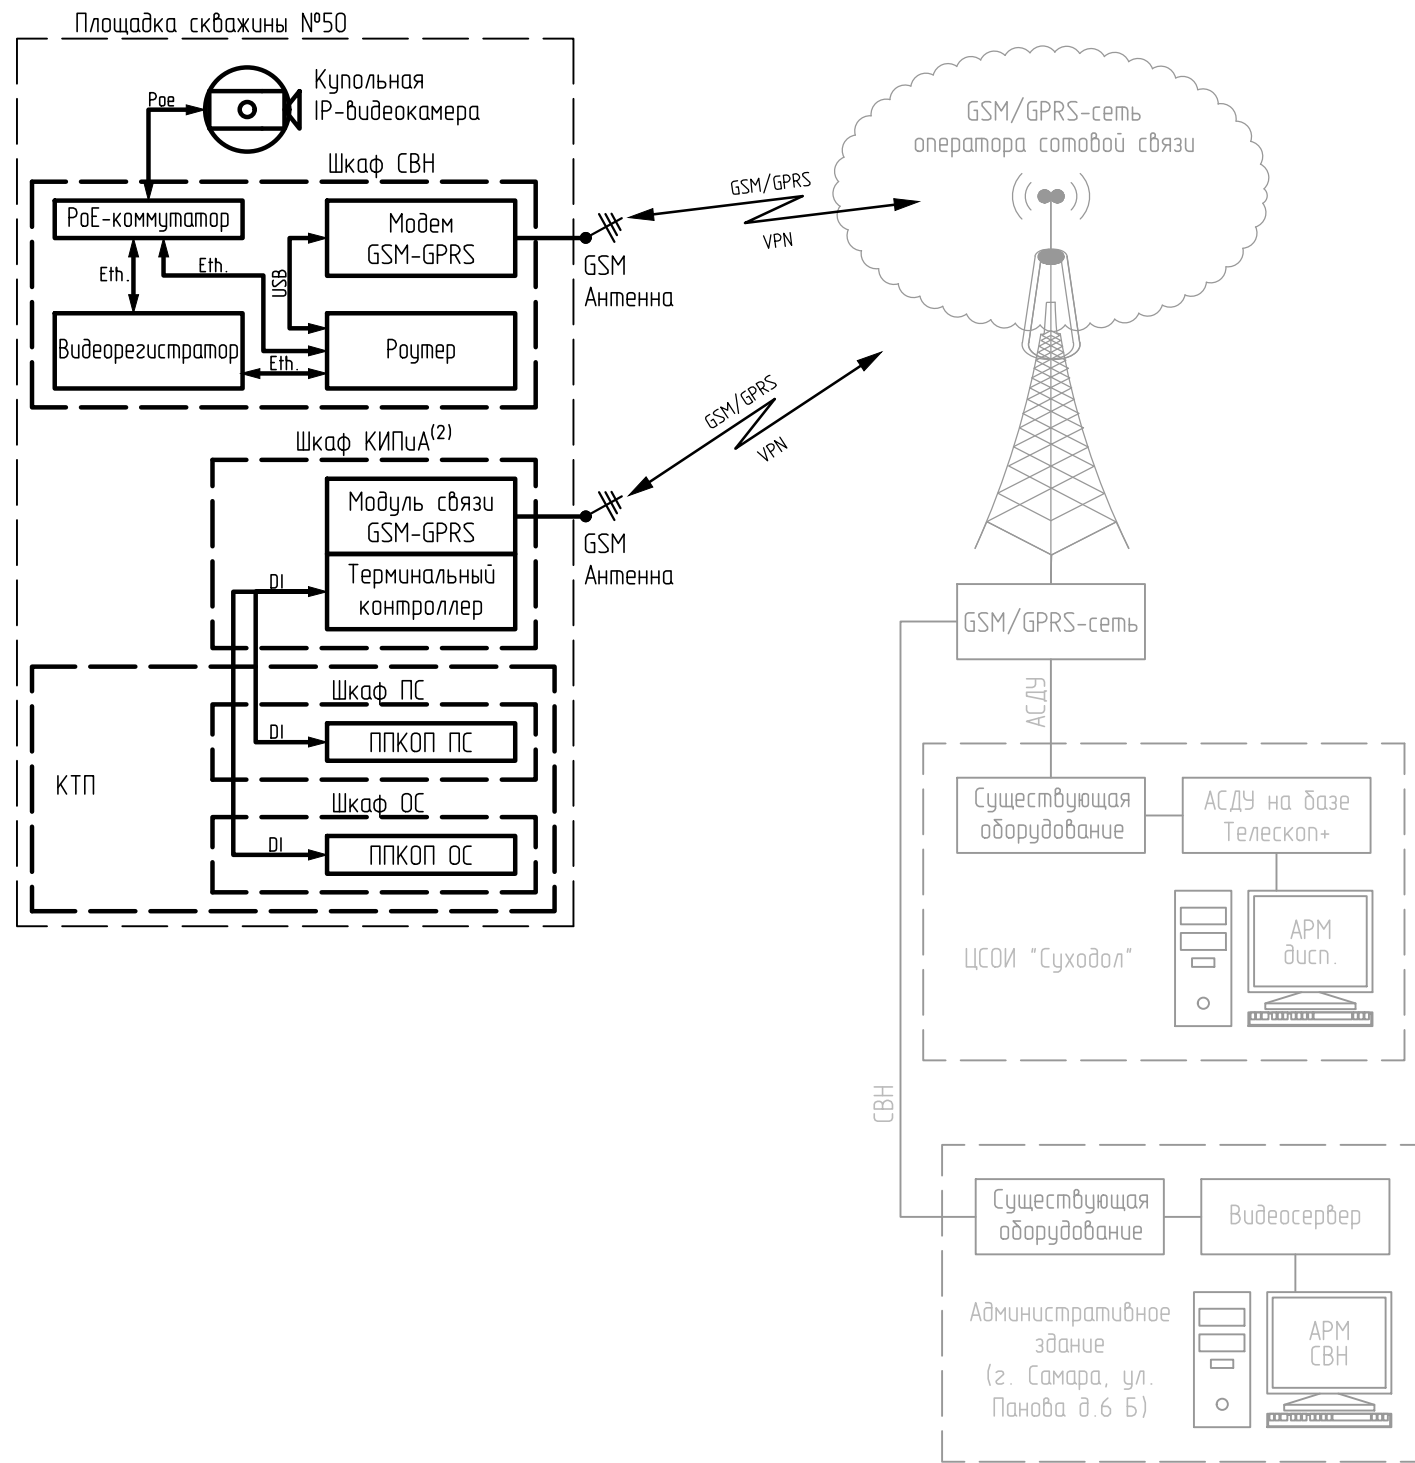 Площадка скважины №50
Купольная
IP-видеокамера
Poe
Шкаф СВН
PoE-коммутатор
Модем
GSM-GPRS
Eth.
Eth.
USB
GSM
Антенна
Видеорегистратор
Eth.
Роутер
GSM/GPRS
VPN
GSM/GPRS-сеть
оператора сотовой связи
GSM/GPRS
VPN
Шкаф КИПиА(2)
Модуль связи
GSM-GPRS
GSM
Антенна
DI
Терминальный
контроллер
КТП
Шкаф ПС
DI
ППКОП ПС
Шкаф ОС
DI
ППКОП ОС
GSM/GPRS-сеть
АСДУ
Существующая
оборудование
АСДУ на базе
Телескоп+
ЦСОИ "Суходол"
АРМ
дисп.
СВН
Существующая
оборудование
Видеосервер
Административное
здание
(г. Самара, ул.
Панова д.6 Б)
АРМ
СВН